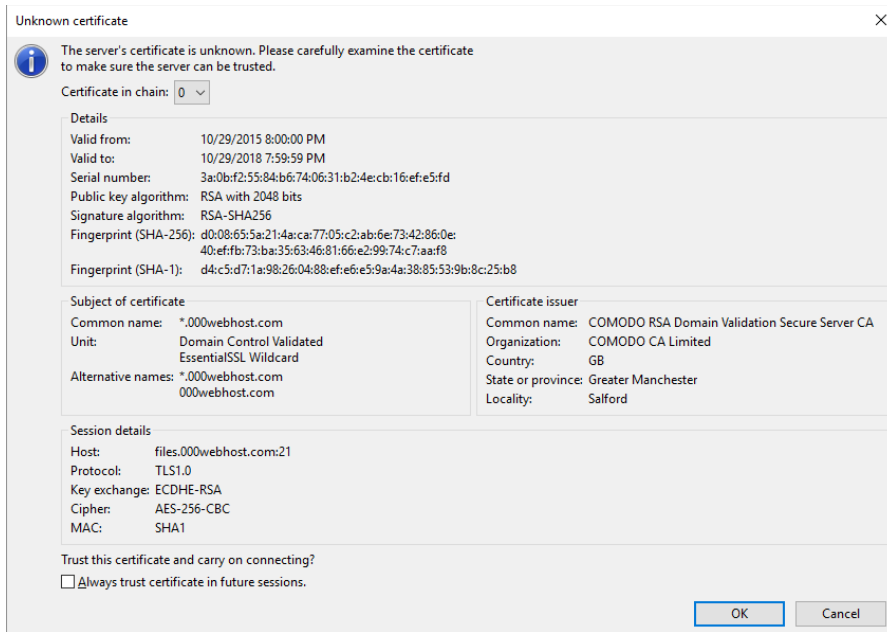 Unknown certificate
The server's certificate is unknown. Please carefully examine the certificate
to make sure the server can be trusted.
Certificate in chain: 0
Details
Valid from: 10/29/2015 8:00:00 PM
Valid to: 10/29/2018 7:59:59 PM
Serial number: 3a:0b:f2:55:84:b6:74:06:31:b2:4e:cb:16:ef:e5:fd
Public key algorithm: RSA with 2048 bits
Signature algorithm: RSA-SHA256
Fingerprint (SHA-256): d0:08:65:5a:21:4a:ca:77:05:c2:ab:6e:73:42:86:0e:
40:ef:fb:73:ba:35:63:46:81:66:e2:99:74:c7:aa:f8
Fingerprint (SHA-1): d4:c5:d7:1a:98:26:04:88:ef:e6:e5:9a:4a:38:85:53:9b:8c:25:b8
Subject of certificate
Common name: *.000webhost.com
Unit: Domain Control Validated
EssentialSSL Wildcard
Alternative names: *.000webhost.com
000webhost.com
Certificate issuer
Common name: COMODO RSA Domain Validation Secure Server CA
Organization: COMODO CA Limited
Country: GB
State or province: Greater Manchester
Locality: Salford
Session details
Host: files.000webhost.com:21
Protocol: TLS1.0
Key exchange: ECDHE-RSA
Cipher: AES-256-CBC
MAC: SHA1
Trust this certificate and carry on connecting?
Always trust certificate in future sessions.
OK Cancel